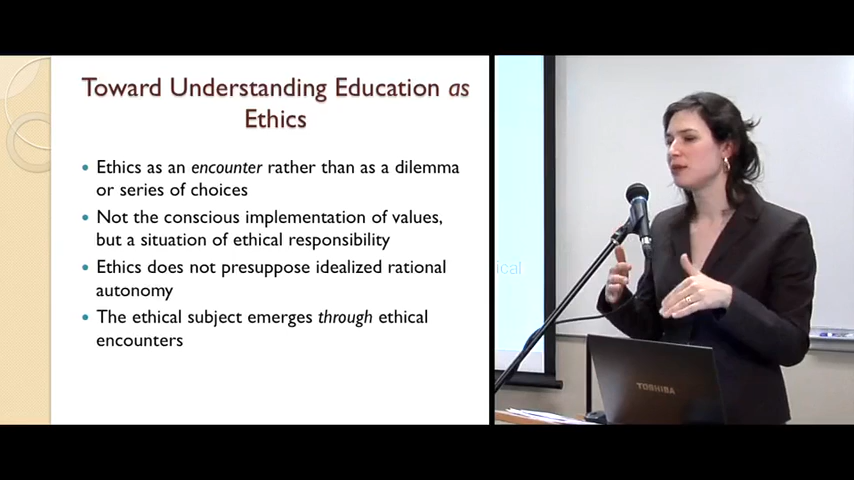 Toward Understanding Education as
Ethics
• Ethics as an encounter rather than as a dilemma
or series of choices
• Not the conscious implementation of values,
but a situation of ethical responsibility
• Ethics does not presuppose idealized rational
autonomy
• The ethical subject emerges through ethical
encounters
ical
TOSHIBA